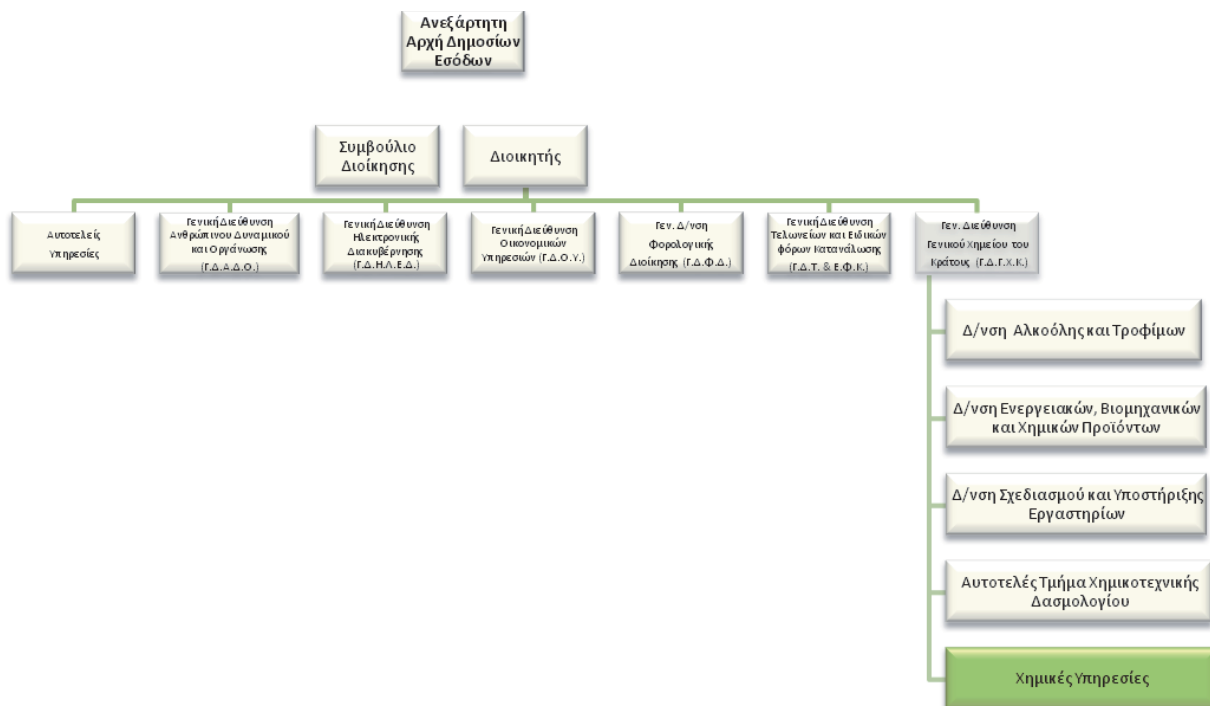 Ανεξάρτητη
Αρχή Δημοσίων
Εσόδων
Συμβούλιο
Διοίκησης
Διοικητής
Αυτοτελείς
Υπηρεσίες
Γενική Διεύθυνση
Ανθρώπινου Δυναμικού
και Οργάνωσης
(Γ.Δ.Α.Δ.Ο.)
Γενική Διεύθυνση
Ηλεκτρονικής
Διακυβέρνησης
(Γ.Δ.Η.Λ.Ε.Δ.)
Γενική Διεύθυνση
Οικονομικών
Υπηρεσιών (Γ.Δ.Ο.Υ.)
Γεν. Δ/νση
Φορολογικής
Διοίκησης (Γ.Δ.Φ.Δ.)
Γενική Διεύθυνση
Τελωνείων και Ειδικών
φόρων Κατανάλωσης
(Γ.Δ.Τ. & Ε.Φ.Κ.)
Γεν. Διεύθυνση
Γενικού Χημείου του
Κράτους (Γ.Δ.Γ.Χ.Κ.)
Δ/νση Αλκοόλης και Τροφίμων
Δ/νση Ενεργειακών, Βιομηχανικών
και Χημικών Προϊόντων
Δ/νση Σχεδιασμού και Υποστήριξης
Εργαστηρίων
Αυτοτελές Τμήμα Χημικοτεχνικής
Δασμολογίου
Χημικές Υπηρεσίες